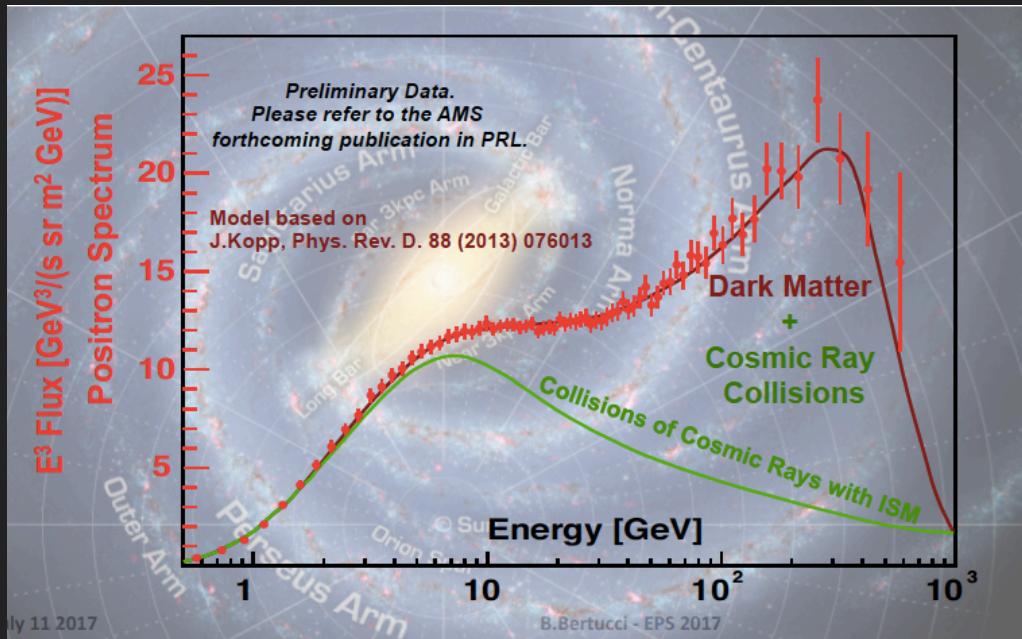 E³ Flux [GeV³/(s sr m² GeV)]
Positron Spectrum
25
20
15
10
5
Preliminary Data.
Please refer to the AMS
forthcoming publication in PRL.
Model based on
J.Kopp, Phys. Rev. D. 88 (2013) 076013
Dark Matter
+
Cosmic Ray
Collisions
Collisions of Cosmic Rays with ISM
Energy [GeV]
1
10
10²
10³
Sagittarius Arm
3kpc Arm
Galactic Bar
Norma Arm
Long Bar
Outer Arm
Perseus Arm
B.Bertucci - EPS 2017
ly 11 2017